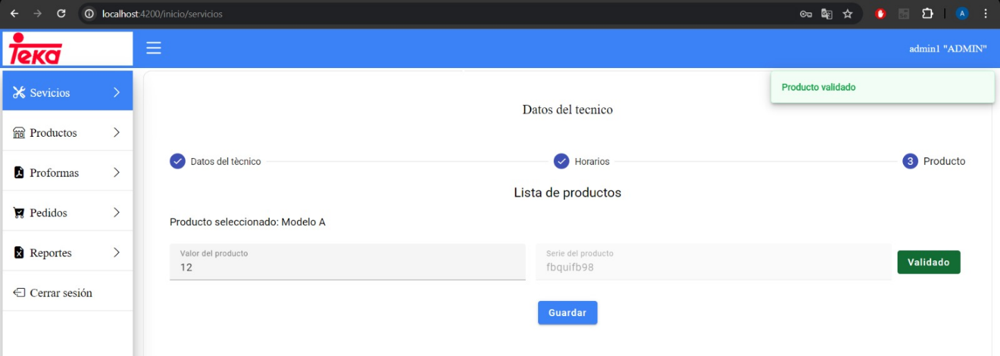 localhost:4200/inicio/servicios
A
Teka
admin1 "ADMIN"
Sevicios
Producto validado
Datos del tecnico
Productos
Datos del tècnico
Horarios
3 Producto
Proformas
Lista de productos
Pedidos
Producto seleccionado: Modelo A
Reportes
Valor del producto
12
Serie del producto
fbquifb98
Validado
Cerrar sesión
Guardar